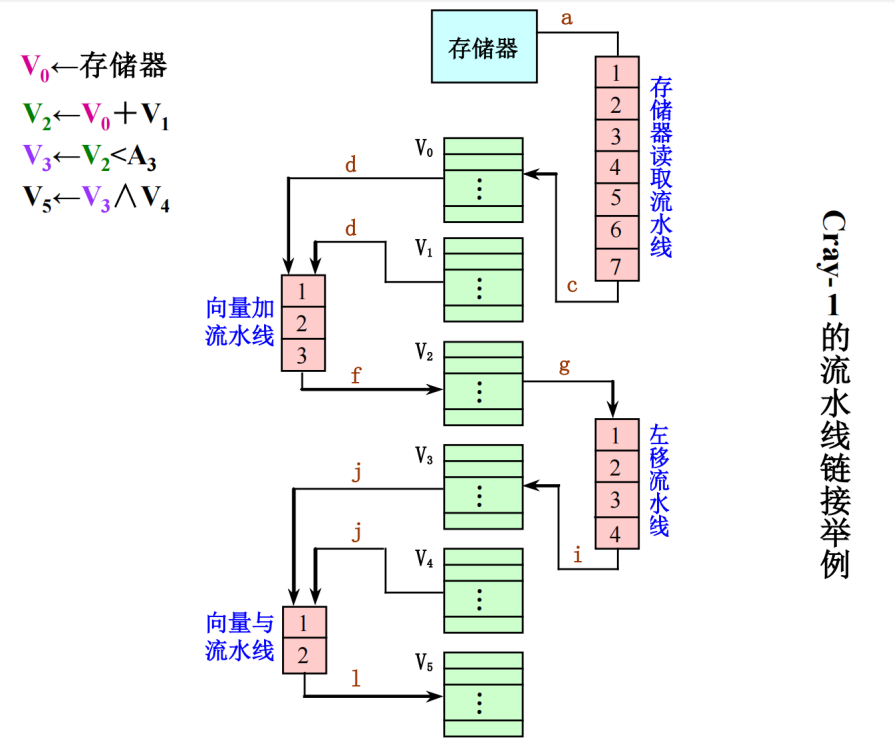 V₀←存储器
V₂←V₀＋V₁
V₃←V₂<A₃
V₅←V₃∧V₄
存储器
a
1
2
3
4
5
6
7
存储器读取流水线
c
V₀
⋮
d
V₁
⋮
d
向量加
流水线
1
2
3
f
V₂
⋮
g
1
2
3
4
左移流水线
i
V₃
⋮
j
V₄
⋮
j
向量与
流水线
1
2
l
V₅
⋮
Cray-1的流水线链接举例